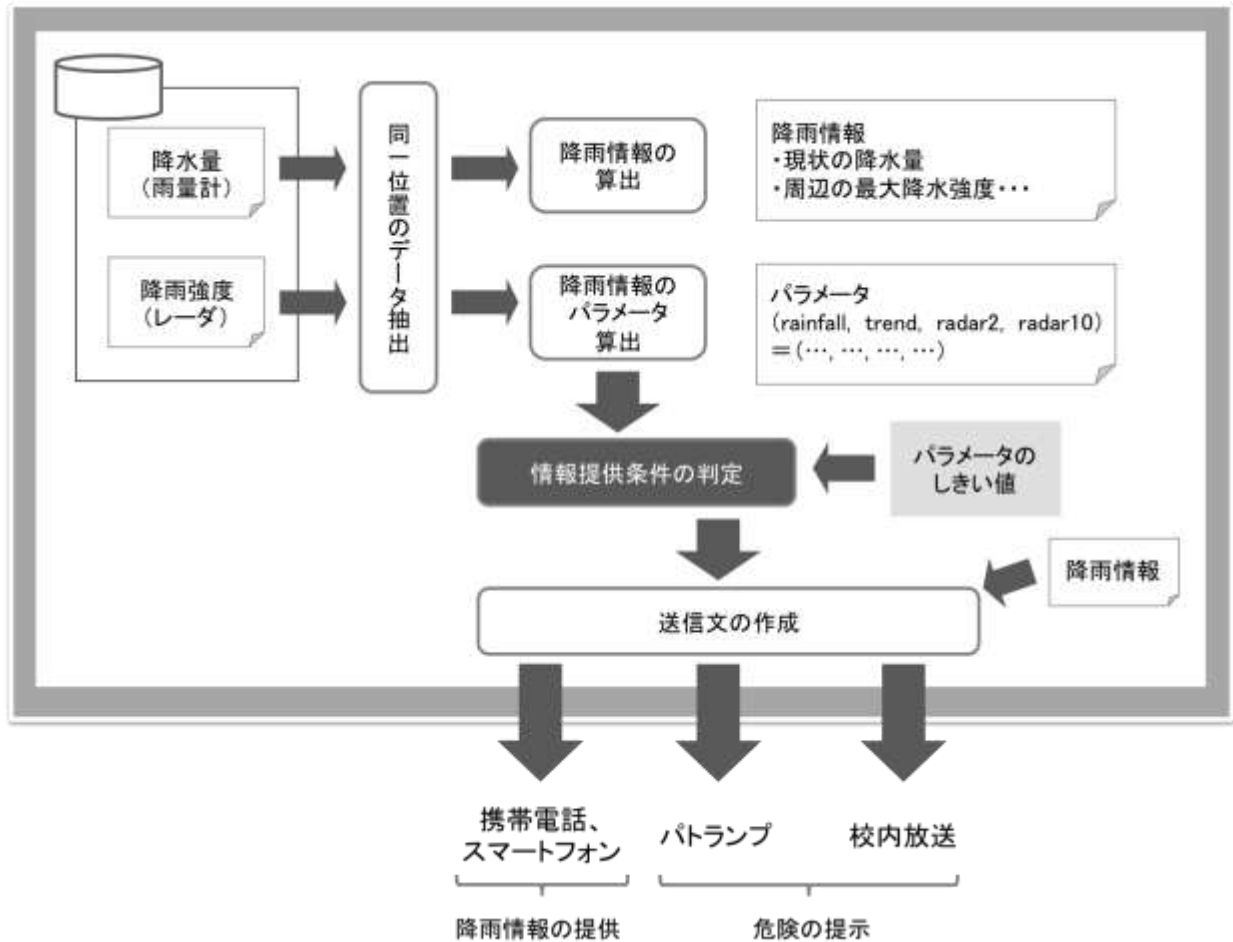 降水量
(雨量計)
降雨強度
(レーダ)
同一位置のデータ抽出
降雨情報の
算出
降雨情報の
パラメータ
算出
降雨情報
・現状の降水量
・周辺の最大降水強度・・・
パラメータ
(rainfall, trend, radar2, radar10)
＝(…, …, …, …)
情報提供条件の判定
パラメータの
しきい値
降雨情報
送信文の作成
携帯電話、
スマートフォン
パトランプ
校内放送
降雨情報の提供
危険の提示